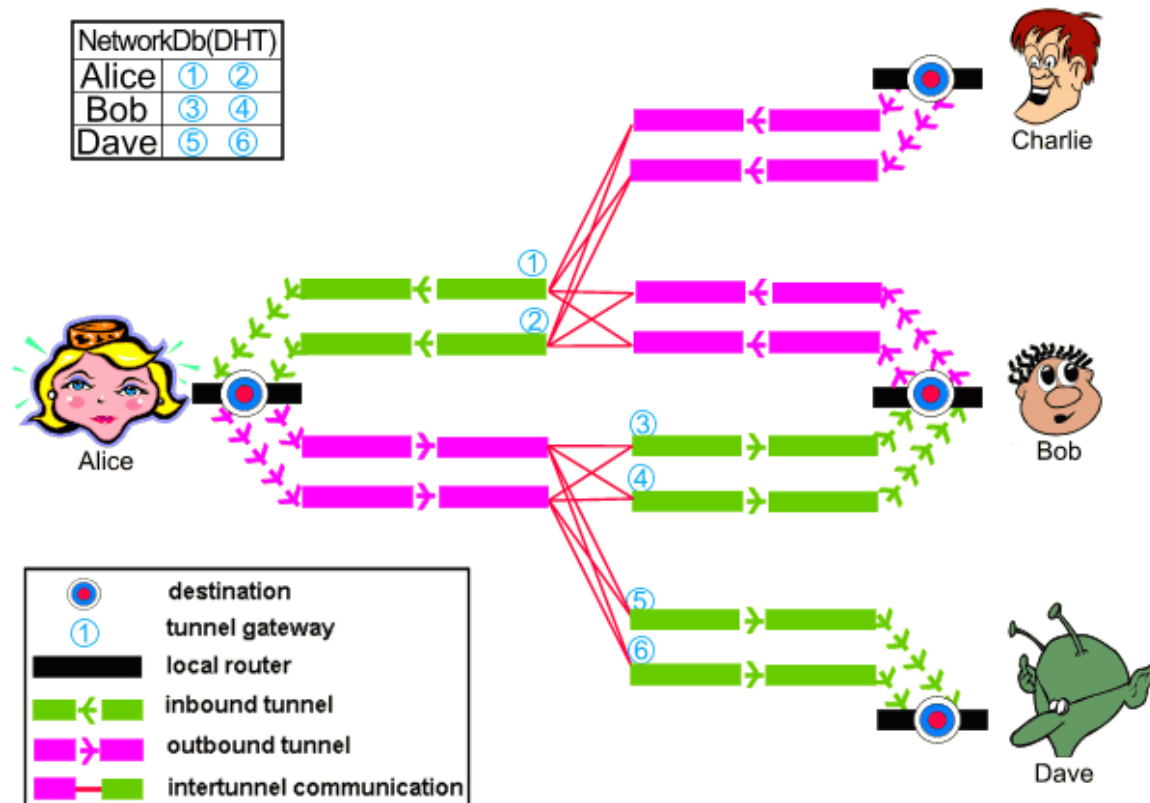 NetworkDb(DHT)
Alice ① ②
Bob ③ ④
Dave ⑤ ⑥
Charlie
①
②
Alice
③
④
Bob
⑤
⑥
Dave
destination
① tunnel gateway
local router
inbound tunnel
outbound tunnel
intertunnel communication